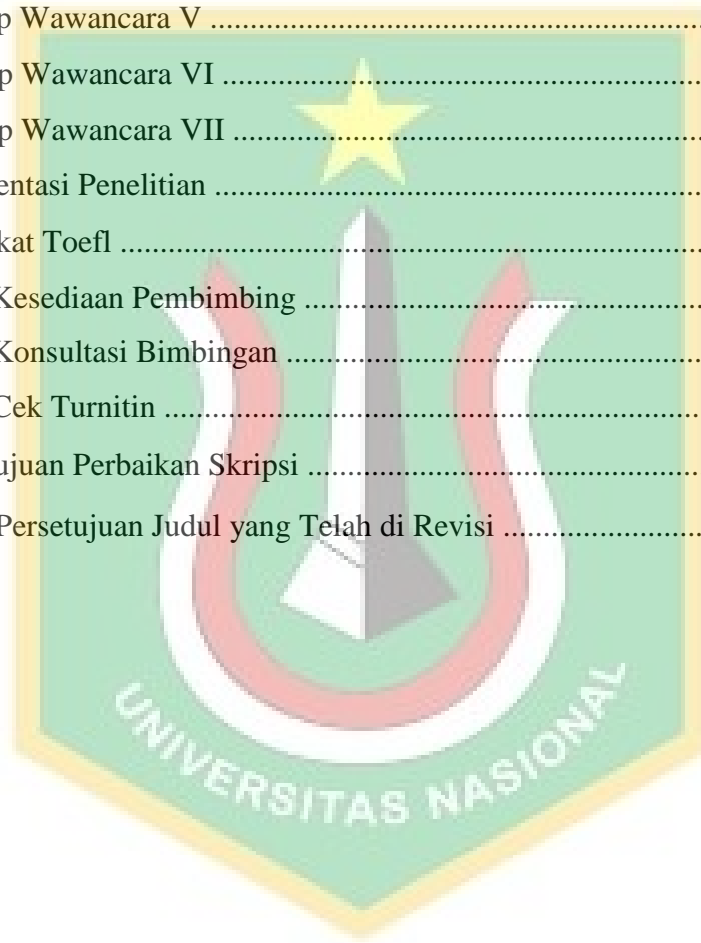 p Wawancara V ........................................................
p Wawancara VI .......................................................
p Wawancara VII ......................................................
entasi Penelitian ........................................................
kat Toefl ...................................................................
Kesediaan Pembimbing .............................................
Konsultasi Bimbingan ...............................................
Cek Turnitin ..............................................................
ujuan Perbaikan Skripsi .............................................
Persetujuan Judul yang Telah di Revisi ......................
UNIVERSITAS NASIONAL